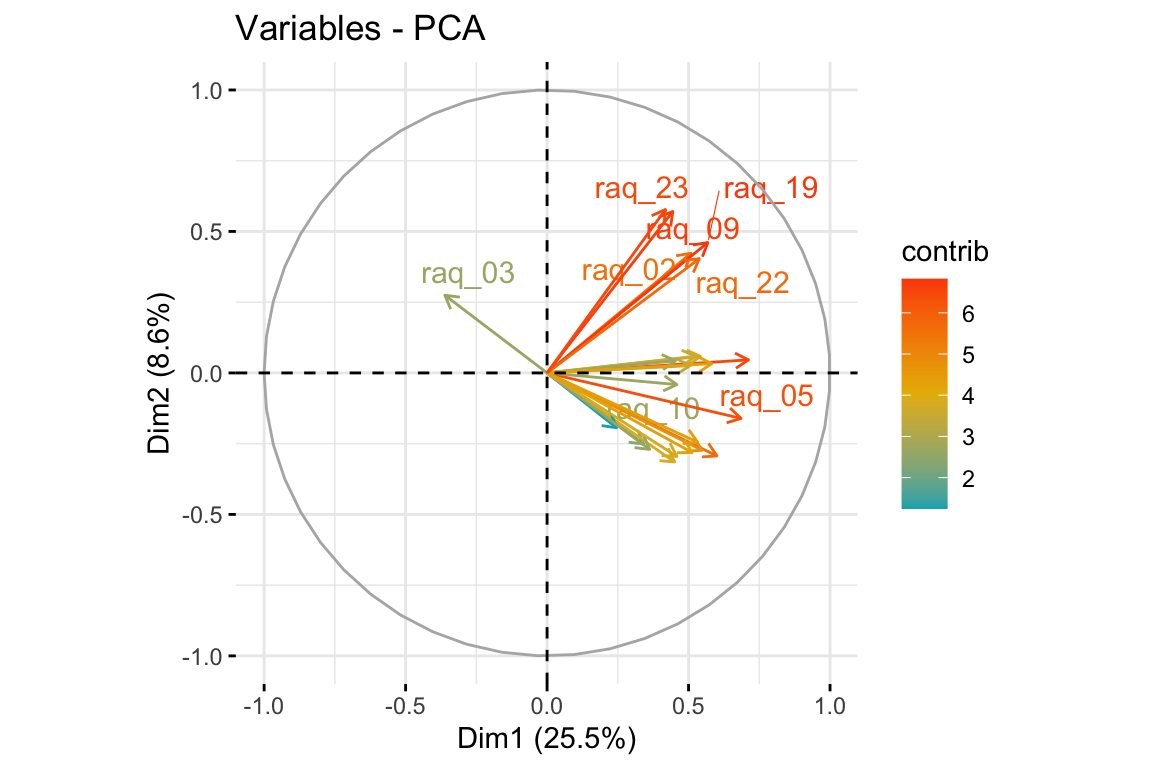 Variables - PCA
1.0
0.5
0.0
-0.5
-1.0
Dim2 (8.6%)
raq_23
raq_19
raq_09
raq_03
raq_02
raq_22
raq_05
raq_10
-1.0
-0.5
0.0
0.5
1.0
Dim1 (25.5%)
contrib
6
5
4
3
2